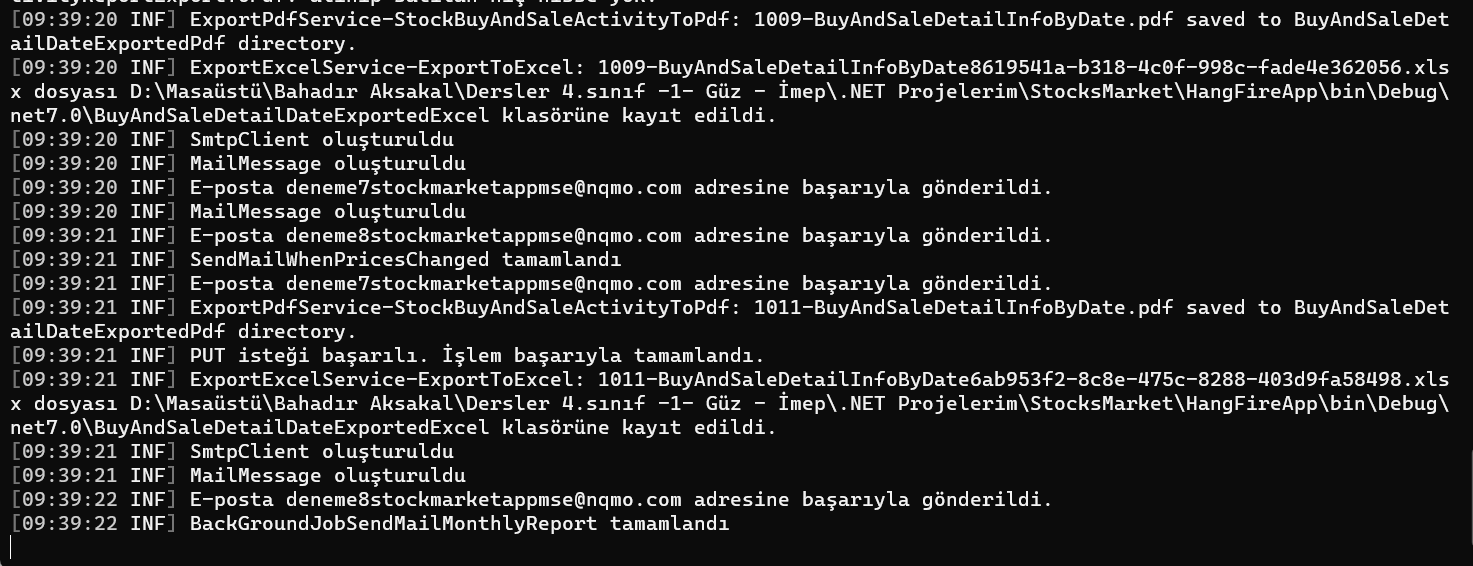 [09:39:20 INF] ExportPdfService-StockBuyAndSaleActivityToPdf: 1009-BuyAndSaleDetailInfoByDate.pdf saved to BuyAndSaleDet
ailDateExportedPdf directory.
[09:39:20 INF] ExportExcelService-ExportToExcel: 1009-BuyAndSaleDetailInfoByDate8619541a-b318-4c0f-998c-fade4e362056.xls
x dosyası D:\Masaüstü\Bahadır Aksakal\Dersler 4.sınıf -1- Güz - İmep\.NET Projelerim\StocksMarket\HangFireApp\bin\Debug\
net7.0\BuyAndSaleDetailDateExportedExcel klasörüne kayıt edildi.
[09:39:20 INF] SmtpClient oluşturuldu
[09:39:20 INF] MailMessage oluşturuldu
[09:39:20 INF] E-posta deneme7stockmarketappmse@nqmo.com adresine başarıyla gönderildi.
[09:39:20 INF] MailMessage oluşturuldu
[09:39:21 INF] E-posta deneme8stockmarketappmse@nqmo.com adresine başarıyla gönderildi.
[09:39:21 INF] SendMailWhenPricesChanged tamamlandı
[09:39:21 INF] E-posta deneme7stockmarketappmse@nqmo.com adresine başarıyla gönderildi.
[09:39:21 INF] ExportPdfService-StockBuyAndSaleActivityToPdf: 1011-BuyAndSaleDetailInfoByDate.pdf saved to BuyAndSaleDet
ailDateExportedPdf directory.
[09:39:21 INF] PUT isteği başarılı. İşlem başarıyla tamamlandı.
[09:39:21 INF] ExportExcelService-ExportToExcel: 1011-BuyAndSaleDetailInfoByDate6ab953f2-8c8e-475c-8288-403d9fa58498.xls
x dosyası D:\Masaüstü\Bahadır Aksakal\Dersler 4.sınıf -1- Güz - İmep\.NET Projelerim\StocksMarket\HangFireApp\bin\Debug\
net7.0\BuyAndSaleDetailDateExportedExcel klasörüne kayıt edildi.
[09:39:21 INF] SmtpClient oluşturuldu
[09:39:21 INF] MailMessage oluşturuldu
[09:39:22 INF] E-posta deneme8stockmarketappmse@nqmo.com adresine başarıyla gönderildi.
[09:39:22 INF] BackGroundJobSendMailMonthlyReport tamamlandı